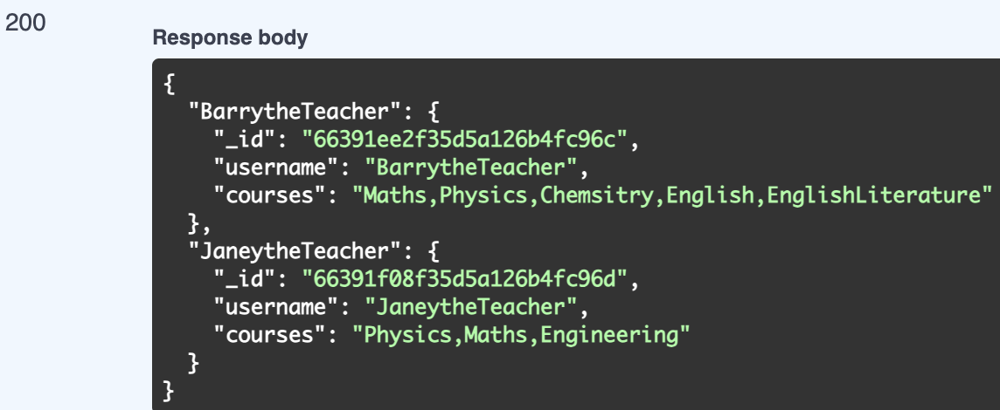 200
Response body
{
"BarrytheTeacher": {
"_id": "66391ee2f35d5a126b4fc96c",
"username": "BarrytheTeacher",
"courses": "Maths,Physics,Chemsitry,English,EnglishLiterature"
},
"JaneytheTeacher": {
"_id": "66391f08f35d5a126b4fc96d",
"username": "JaneytheTeacher",
"courses": "Physics,Maths,Engineering"
}
}